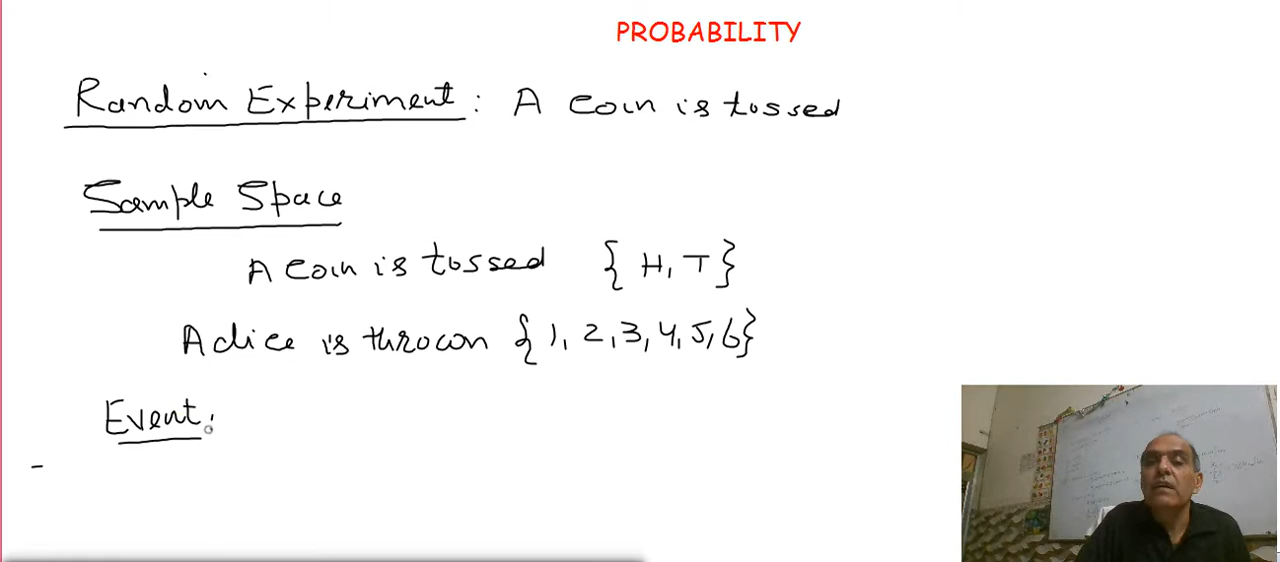 PROBABILITY
Random Experiment: A coin is tossed
Sample Space
A coin is tossed {H, T}
A dice is thrown {1, 2, 3, 4, 5, 6}
Event: